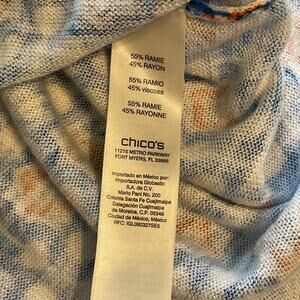 55% RAMIE
45% RAYON
55% RAMIO
45% viscosa
55% RAMIE
45% RAYONNE
chico's
11215 METRO PARKWAY
FORT MYERS, FL 33966
Importado en México por:
Importadora Globastic
S.A. de C.V.
Mario Pani No. 200
Colonia Santa Fe Cuajimalpa
Delegación Cuajimalpa
de Morelos, C.P. 05348
Ciudad de México, México
RFC: IGL090327SE5